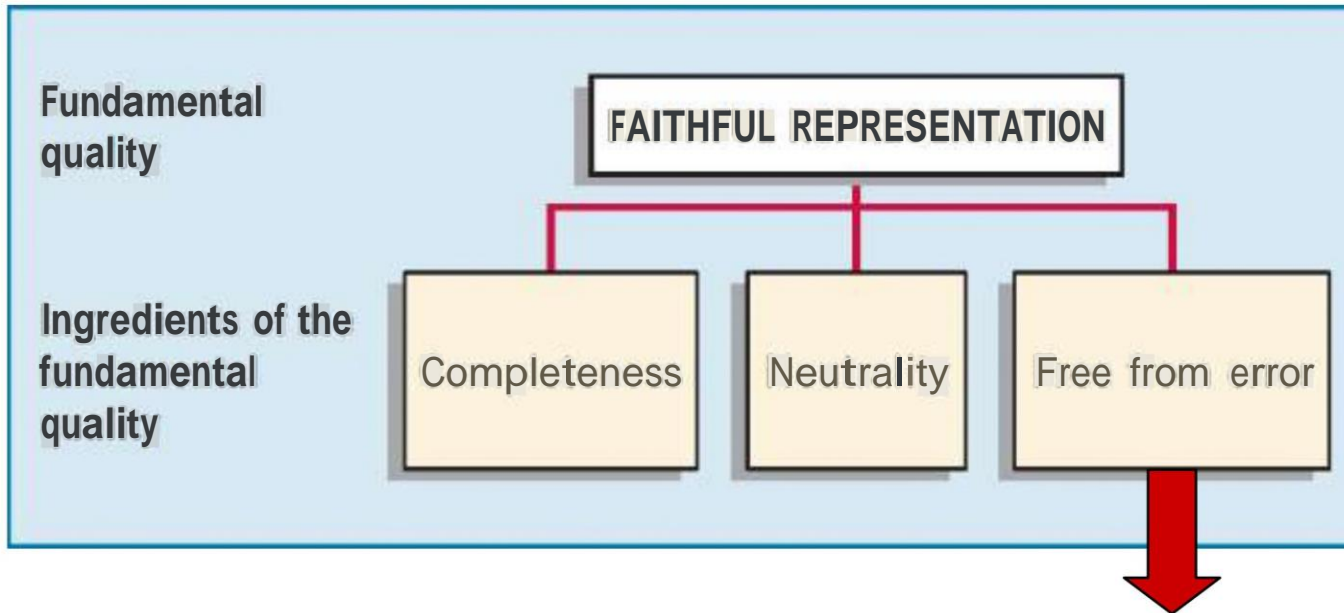 Fundamental
quality
FAITHFUL REPRESENTATION
Ingredients of the
fundamental
quality
Completeness
Neutrality
Free from error